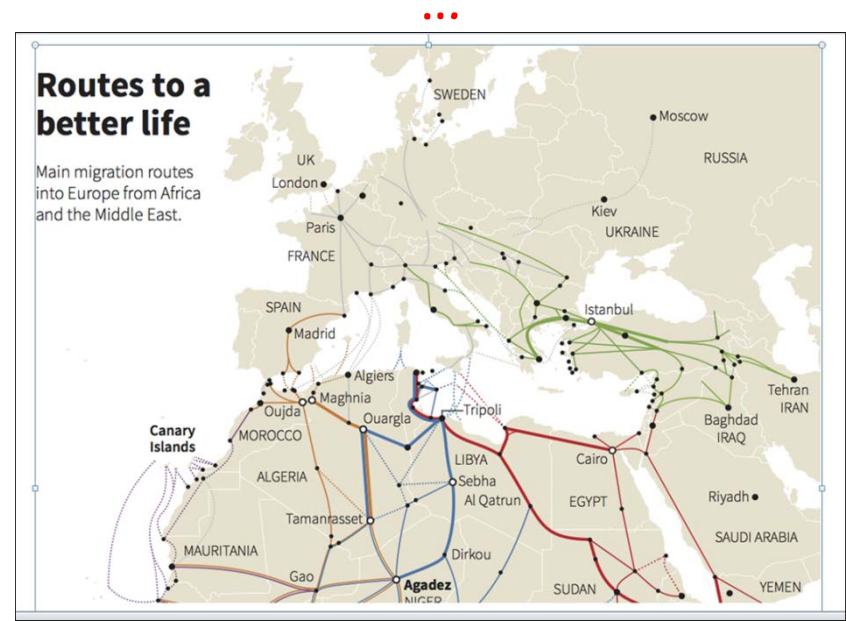 Routes to a
better life
Main migration routes
into Europe from Africa
and the Middle East.
SWEDEN
Moscow
UK
RUSSIA
London
Kiev
Paris
UKRAINE
FRANCE
SPAIN
Istanbul
Madrid
Algiers
Tehran
Maghnia
IRAN
Oujda
Ouargla
Tripoli
Baghdad
Canary
Islands
MOROCCO
IRAQ
LIBYA
Cairo
ALGERIA
Sebha
Al Qatrun
EGYPT
Riyadh
Tamanrasset
SAUDI ARABIA
MAURITANIA
Dirkou
Gao
Agadez
SUDAN
YEMEN
NIGER